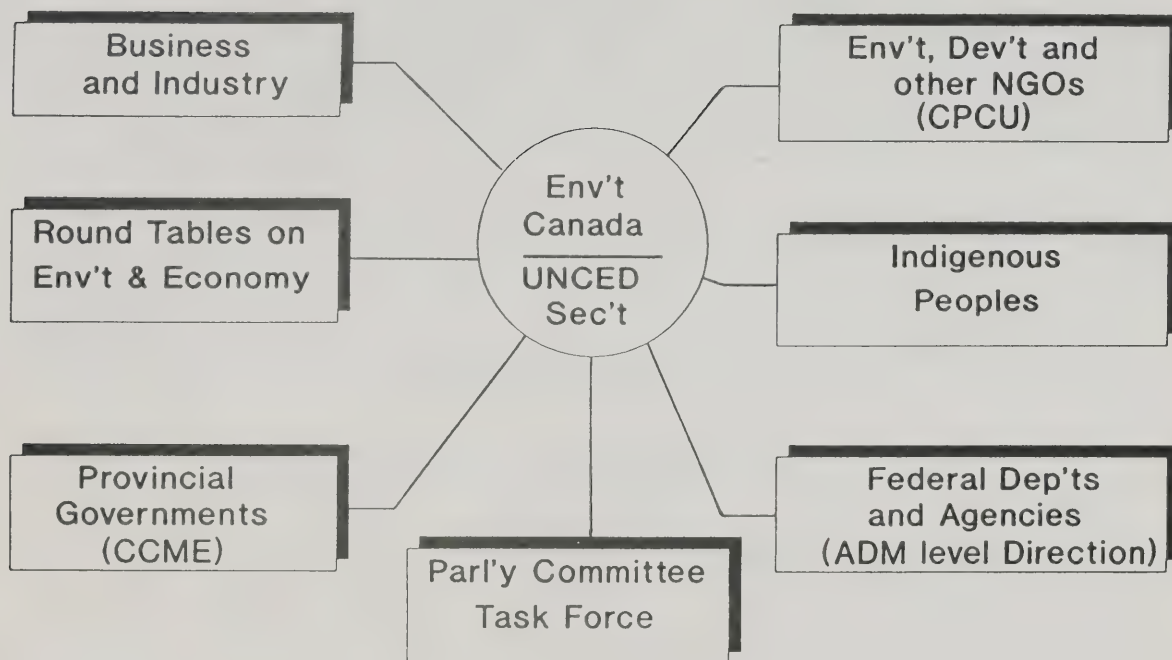 Business
and Industry
Env't, Dev't and
other NGOs
(CPCU)
Env't
Canada
UNCED
Sec't
Round Tables on
Env't & Economy
Indigenous
Peoples
Provincial
Governments
(CCME)
Federal Dep'ts
and Agencies
(ADM level Direction)
Parl'y Committee
Task Force